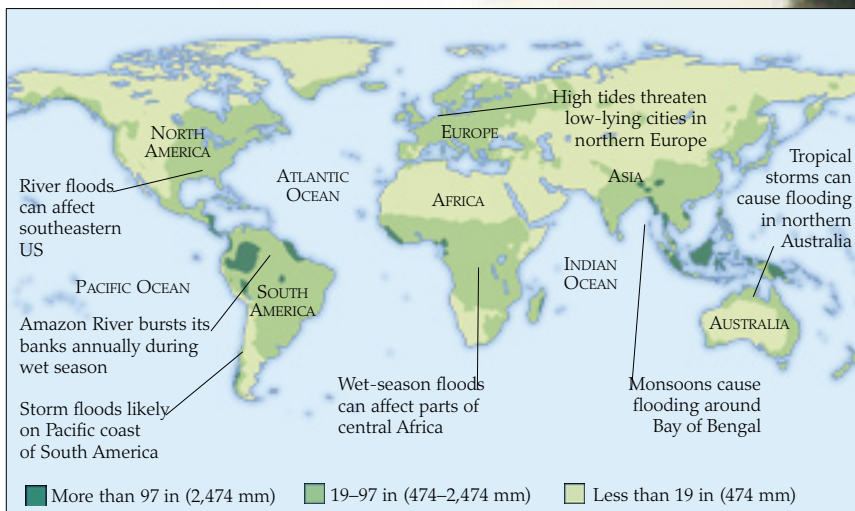 NORTH
AMERICA
River floods
can affect
southeastern
US
ATLANTIC
OCEAN
EUROPE
High tides threaten
low-lying cities in
northern Europe
ASIA
Tropical
storms can
cause flooding
in northern
Australia
AFRICA
PACIFIC OCEAN
SOUTH
AMERICA
INDIAN
OCEAN
AUSTRALIA
Amazon River bursts its
banks annually during
wet season
Storm floods likely
on Pacific coast
of South America
Wet-season floods
can affect parts of
central Africa
Monsoons cause
flooding around
Bay of Bengal
More than 97 in (2,474 mm)
19–97 in (474–2,474 mm)
Less than 19 in (474 mm)